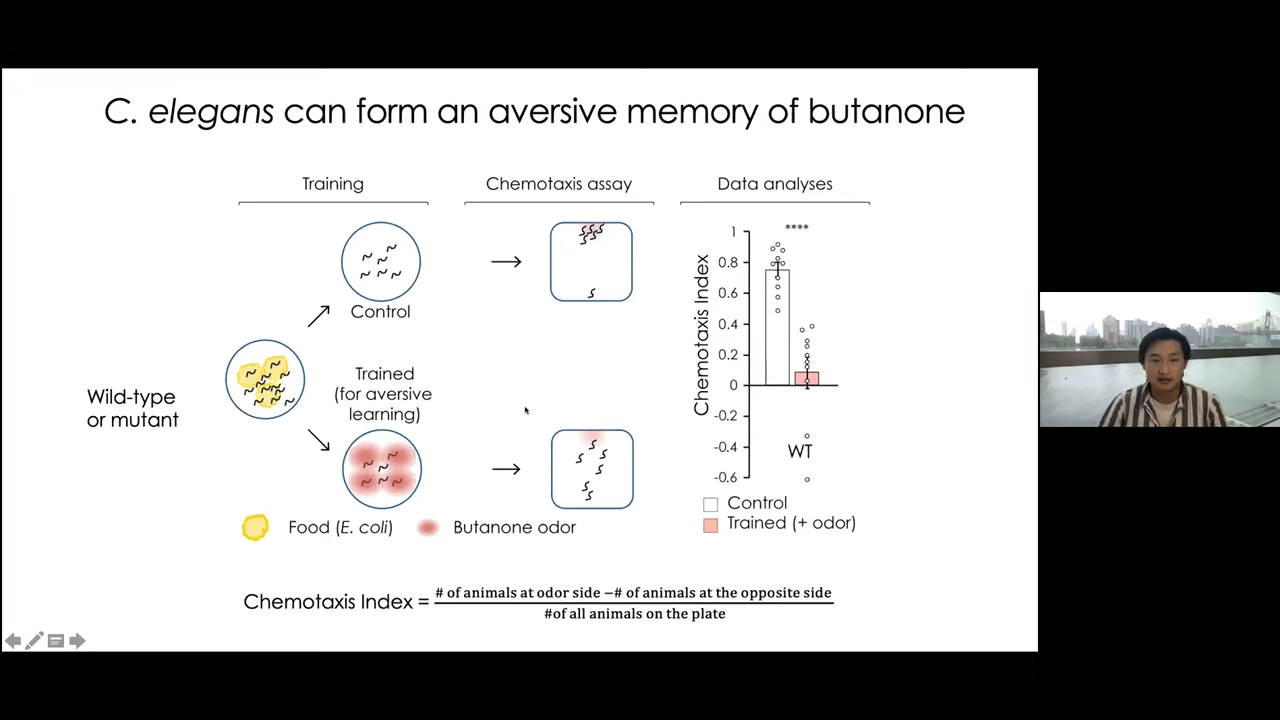 C. elegans can form an aversive memory of butanone
Training
Chemotaxis assay
Data analyses
Wild-type
or mutant
Control
Trained
(for aversive
learning)
Food (E. coli)
Butanone odor
Chemotaxis Index
1
0.8
0.6
0.4
0.2
0
-0.2
-0.4
-0.6
****
WT
Control
Trained (+ odor)
Chemotaxis Index = # of animals at odor side −# of animals at the opposite side
#of all animals on the plate